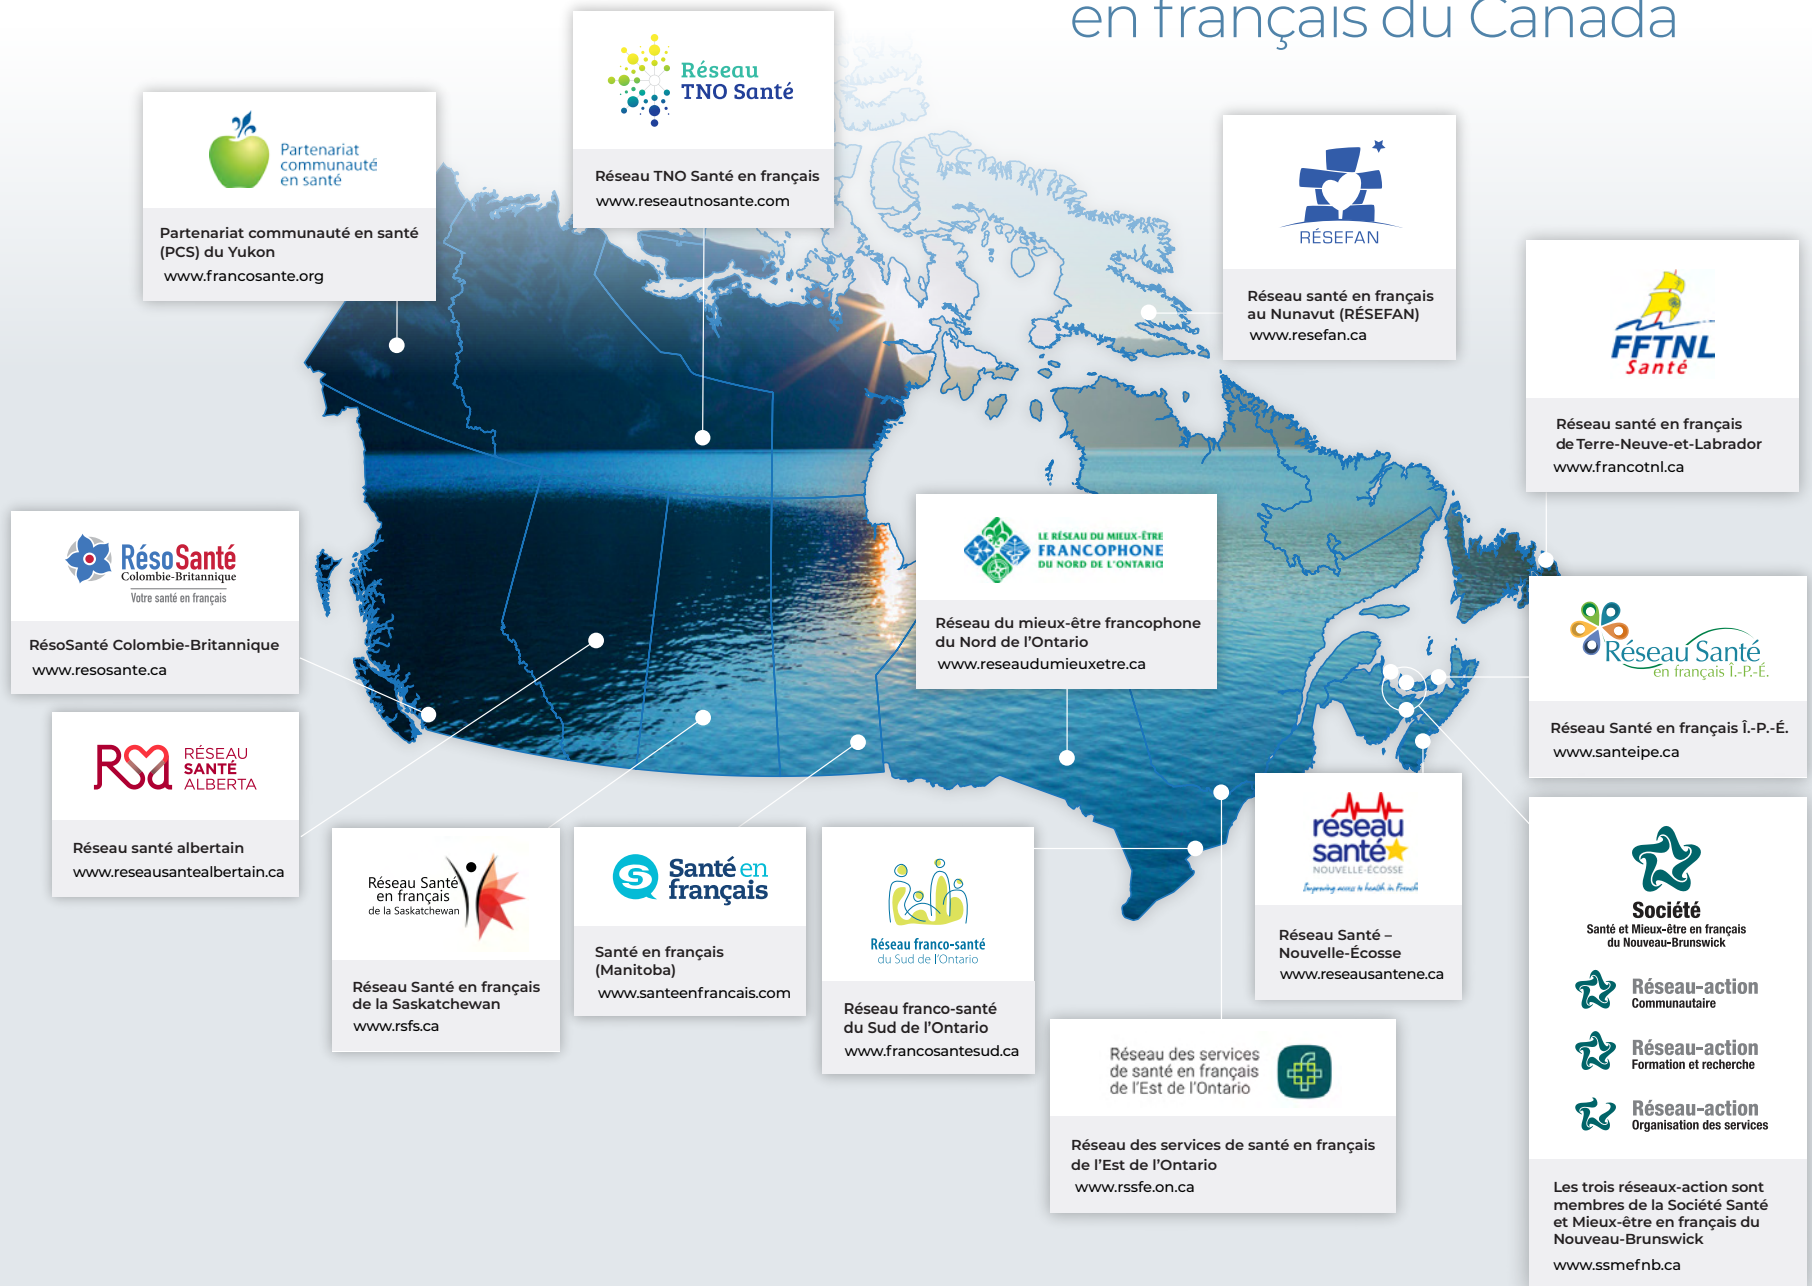 en français du Canada
Réseau
TNO Santé
Réseau TNO Santé en français
www.reseautnosante.com
Partenariat
communauté
en santé
Partenariat communauté en santé
(PCS) du Yukon
www.francosante.org
RÉSEFAN
Réseau santé en français
au Nunavut (RÉSEFAN)
www.resefan.ca
FFTNL
Santé
Réseau santé en français
de Terre-Neuve-et-Labrador
www.francotnl.ca
RésoSanté
Colombie-Britannique
Votre santé en français
RésoSanté Colombie-Britannique
www.resosante.ca
LE RÉSEAU DU MIEUX-ÊTRE
FRANCOPHONE
DU NORD DE L'ONTARIO
Réseau du mieux-être francophone
du Nord de l'Ontario
www.reseaudumieuxetre.ca
Réseau Santé
en français Î.-P.-É.
Réseau Santé en français Î.-P.-É.
www.santeipe.ca
RSa
RÉSEAU
SANTÉ
ALBERTA
Réseau santé albertain
www.reseausantealbertain.ca
Réseau Santé
en français
de la Saskatchewan
Réseau Santé en français
de la Saskatchewan
www.rsfs.ca
S
Santé en
français
Santé en français
(Manitoba)
www.santeenfrancais.com
Réseau franco-santé
du Sud de l'Ontario
Réseau franco-santé
du Sud de l'Ontario
www.francosantesud.ca
réseau
santé
NOUVELLE-ÉCOSSE
Improving access to health in French
Réseau Santé –
Nouvelle-Écosse
www.reseausantene.ca
Réseau des services
de santé en français
de l'Est de l'Ontario
Réseau des services de santé en français
de l'Est de l'Ontario
www.rssfe.on.ca
Société
Santé et Mieux-être en français
du Nouveau-Brunswick
Réseau-action
Communautaire
Réseau-action
Formation et recherche
Réseau-action
Organisation des services
Les trois réseaux-action sont
membres de la Société Santé
et Mieux-être en français du
Nouveau-Brunswick
www.ssmefnb.ca